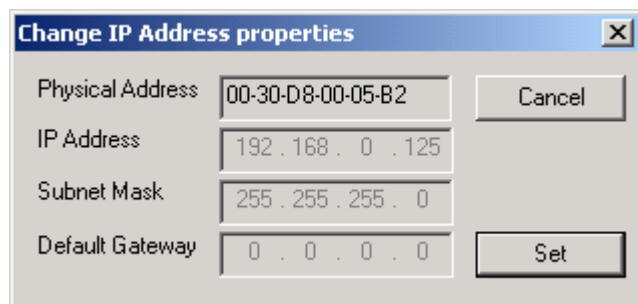 Change IP Address properties
Physical Address 00-30-D8-00-05-B2 Cancel
IP Address 192 . 168 . 0 . 125
Subnet Mask 255 . 255 . 255 . 0
Default Gateway 0 . 0 . 0 . 0 Set